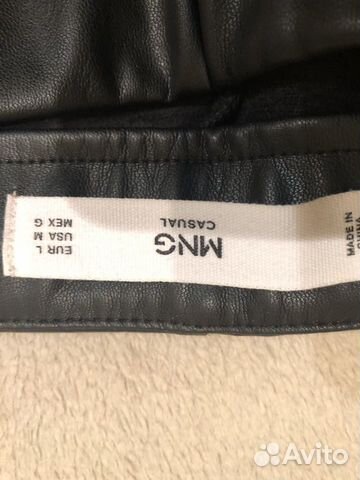 MNG
CASUAL
EUR L
USA M
MEX G
MADE IN
CHINA
Avito